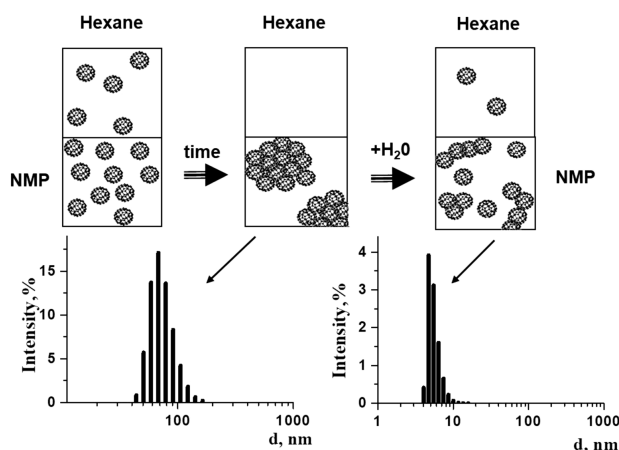 Hexane
Hexane
Hexane
NMP
time
+H₂0
NMP
Intensity,%
15
10
5
0
100
1000
d, nm
Intensity,%
4
3
2
1
0
1
10
100
1000
d, nm